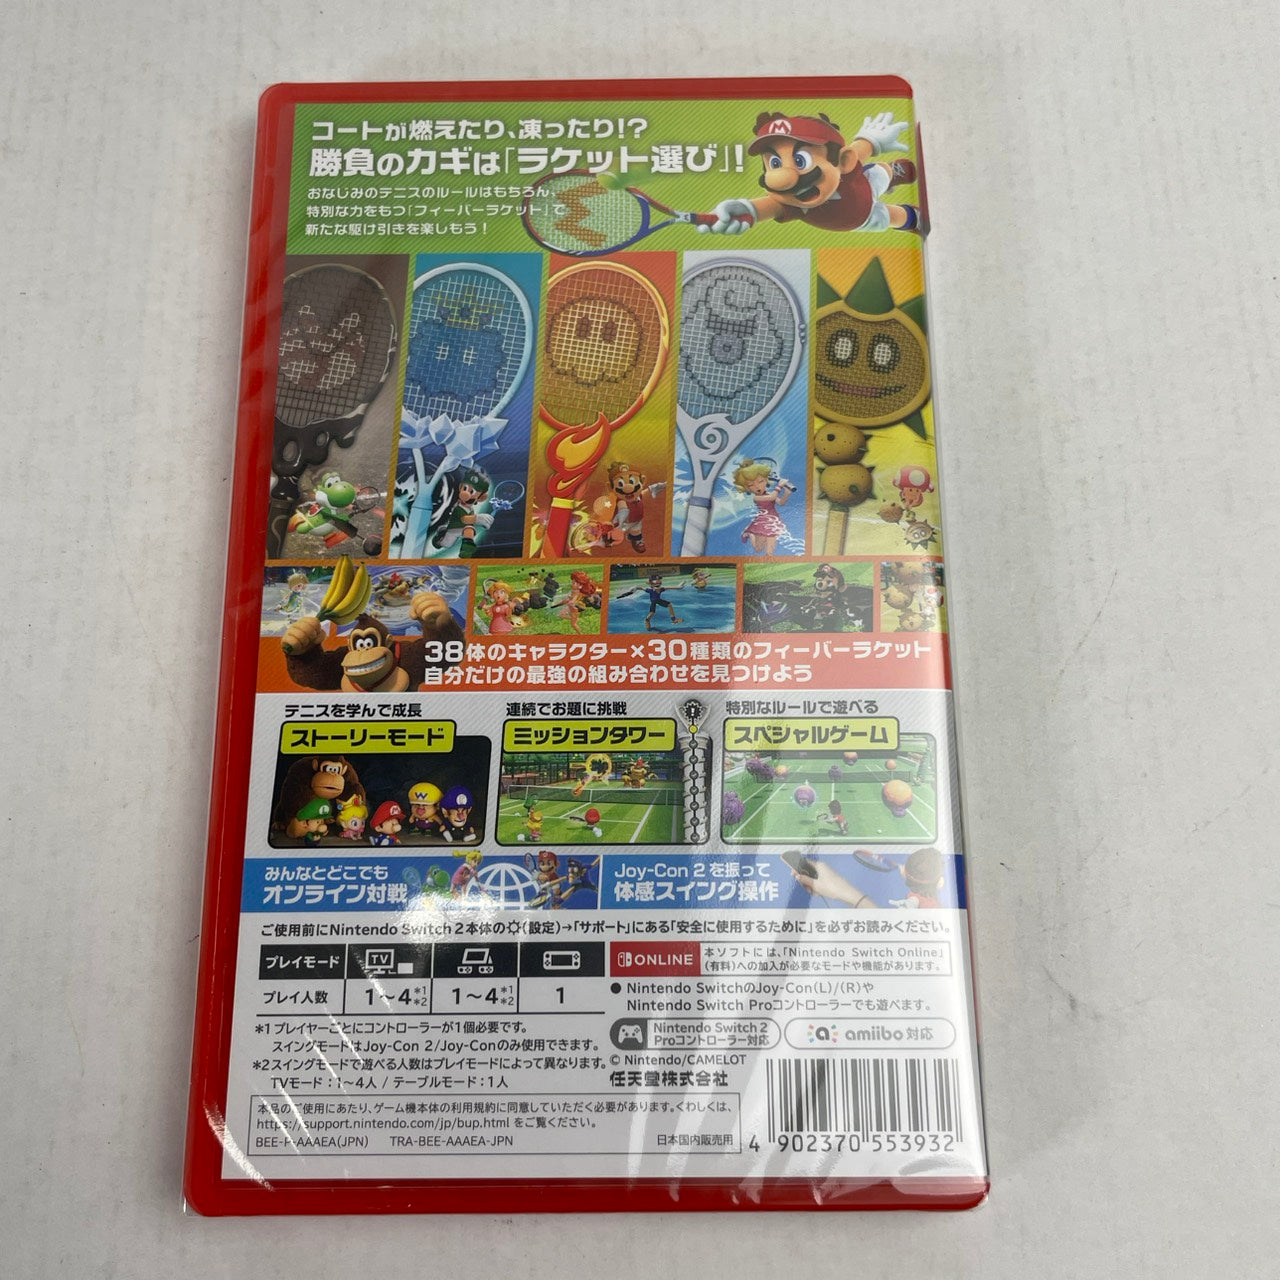 コートが燃えたり、凍ったり!?
勝負のカギは「ラケット選び」!
おなじみのテニスのルールはもちろん、
特別な力をもつ「フィーバーラケット」で
新たな駆け引きを楽しもう!
38体のキャラクター×30種類のフィーバーラケット
自分だけの最強の組み合わせを見つけよう
テニスを学んで成長
ストーリーモード
連続でお題に挑戦
ミッションタワー
特別なルールで遊べる
スペシャルゲーム
みんなとどこでも
オンライン対戦
Joy-Con 2を振って
体感スイング操作
ご使用前にNintendo Switch 2本体の(設定)→「サポート」にある「安全に使用するために」を必ずお読みください。
プレイモード TV
プレイ人数 1～4*1*2 1～4*1*2 1
ONLINE
本ソフトには、「Nintendo Switch Online」
(有料)への加入が必要なモードや機能があります。
● Nintendo SwitchのJoy-Con(L)/(R)や
Nintendo Switch Proコントローラーでも遊べます。
Nintendo Switch 2
Proコントローラー対応
amiibo対応
*1 プレイヤーごとにコントローラーが1個必要です。
スイングモードはJoy-Con 2/Joy-Conのみ使用できます。
*2 スイングモードで遊べる人数はプレイモードによって異なります。
TVモード：1～4人 / テーブルモード：1人
© Nintendo/CAMELOT
任天堂株式会社
本品のご使用にあたり、ゲーム機本体の利用規約に同意していただく必要があります。くわしくは、
https://support.nintendo.com/jp/bup.html をご覧ください。
BEE-P-AAAEA(JPN) TRA-BEE-AAAEA-JPN 日本国内販売用
4 902370 553932